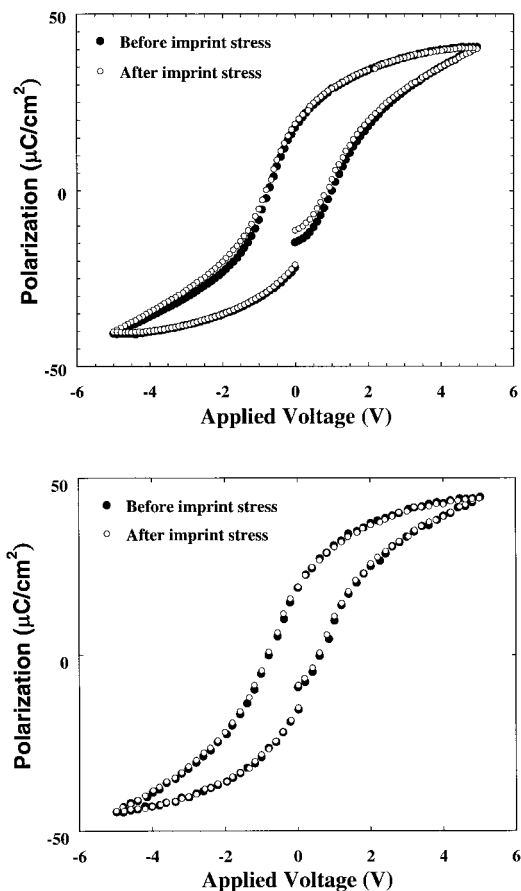 50
Before imprint stress
After imprint stress
0
-50
Polarization (µC/cm²)
-6 -4 -2 0 2 4 6
Applied Voltage (V)
50
Before imprint stress
After imprint stress
0
-50
Polarization (µC/cm²)
-6 -4 -2 0 2 4 6
Applied Voltage (V)